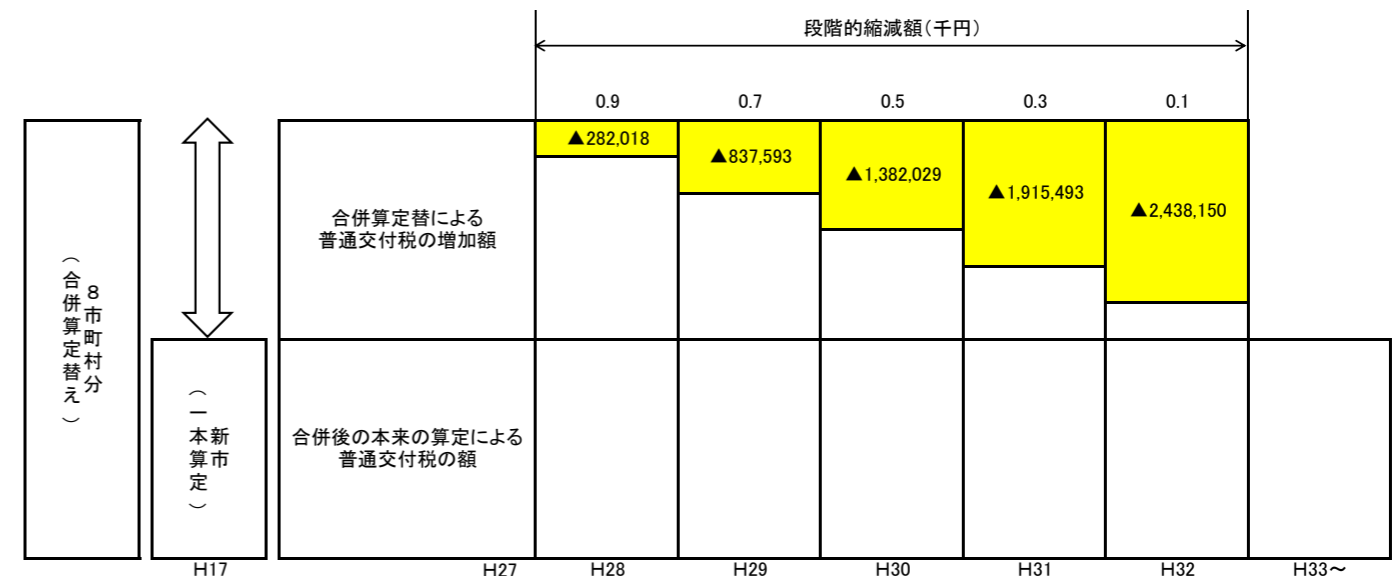 段階的縮減額（千円）
0.9
0.7
0.5
0.3
0.1
▲282,018
▲837,593
▲1,382,029
▲1,915,493
▲2,438,150
合併算定替による
普通交付税の増加額
８市町村分
（合併算定替え）
新市
（一本算定）
合併後の本来の算定による
普通交付税の額
H17
H27
H28
H29
H30
H31
H32
H33～